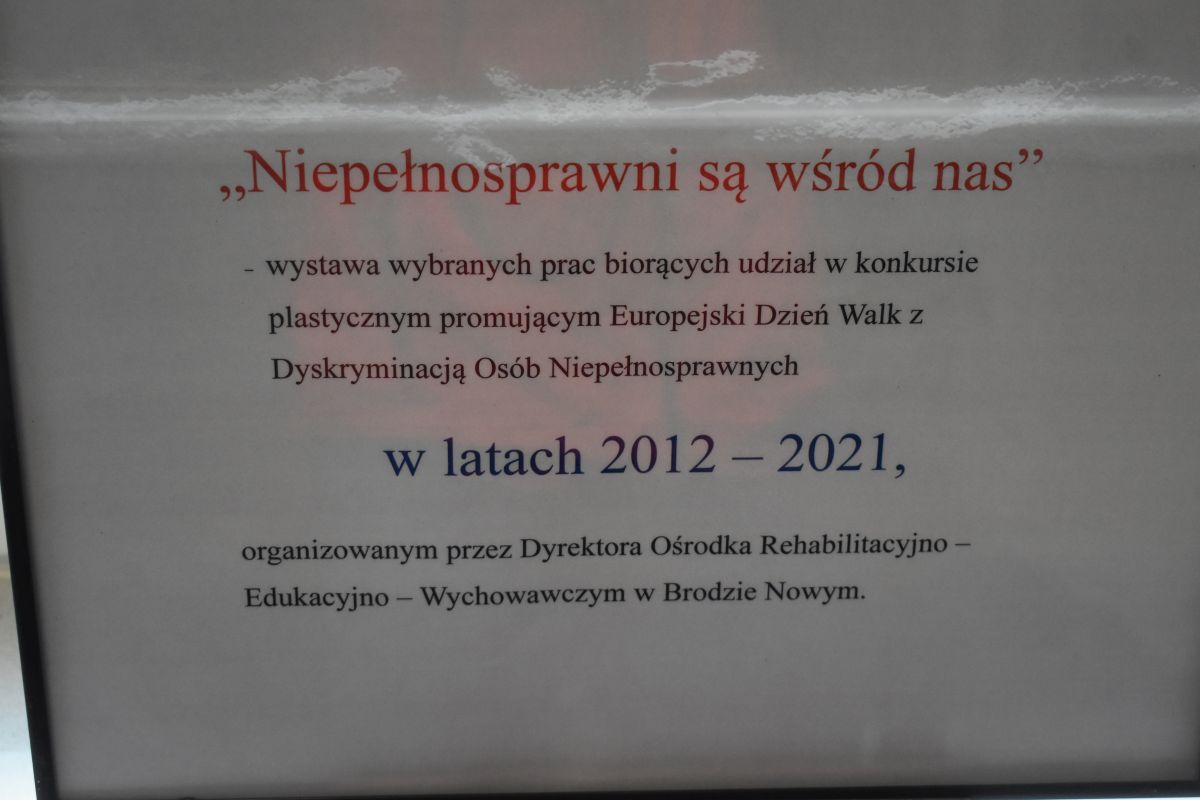 „Niepełnosprawni są wśród nas”
- wystawa wybranych prac biorących udział w konkursie
plastycznym promującym Europejski Dzień Walk z
Dyskryminacją Osób Niepełnosprawnych
w latach 2012 – 2021,
organizowanym przez Dyrektora Ośrodka Rehabilitacyjno –
Edukacyjno – Wychowawczym w Brodzie Nowym.